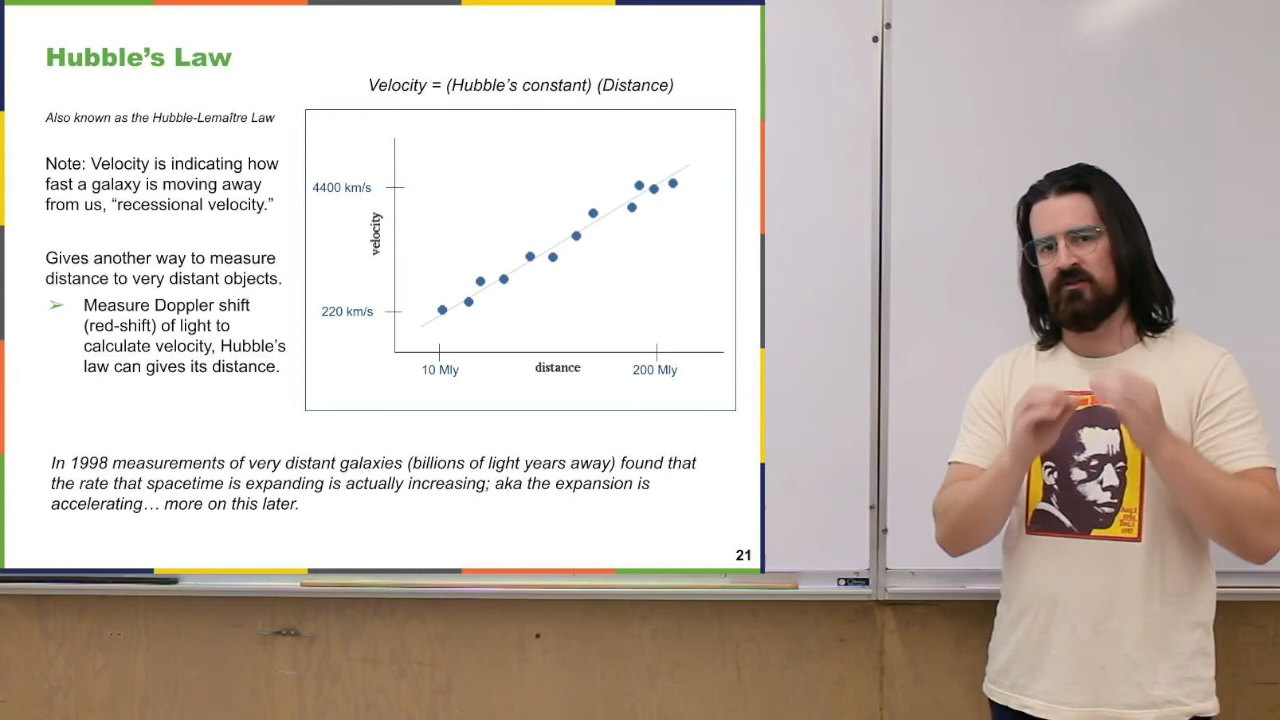 Hubble's Law
Velocity = (Hubble's constant) (Distance)
Also known as the Hubble-Lemaître Law
Note: Velocity is indicating how
fast a galaxy is moving away
from us, “recessional velocity.”
Gives another way to measure
distance to very distant objects.
➢ Measure Doppler shift
(red-shift) of light to
calculate velocity, Hubble's
law can gives its distance.
4400 km/s
velocity
220 km/s
10 Mly
distance
200 Mly
In 1998 measurements of very distant galaxies (billions of light years away) found that
the rate that spacetime is expanding is actually increasing; aka the expansion is
accelerating… more on this later.
21